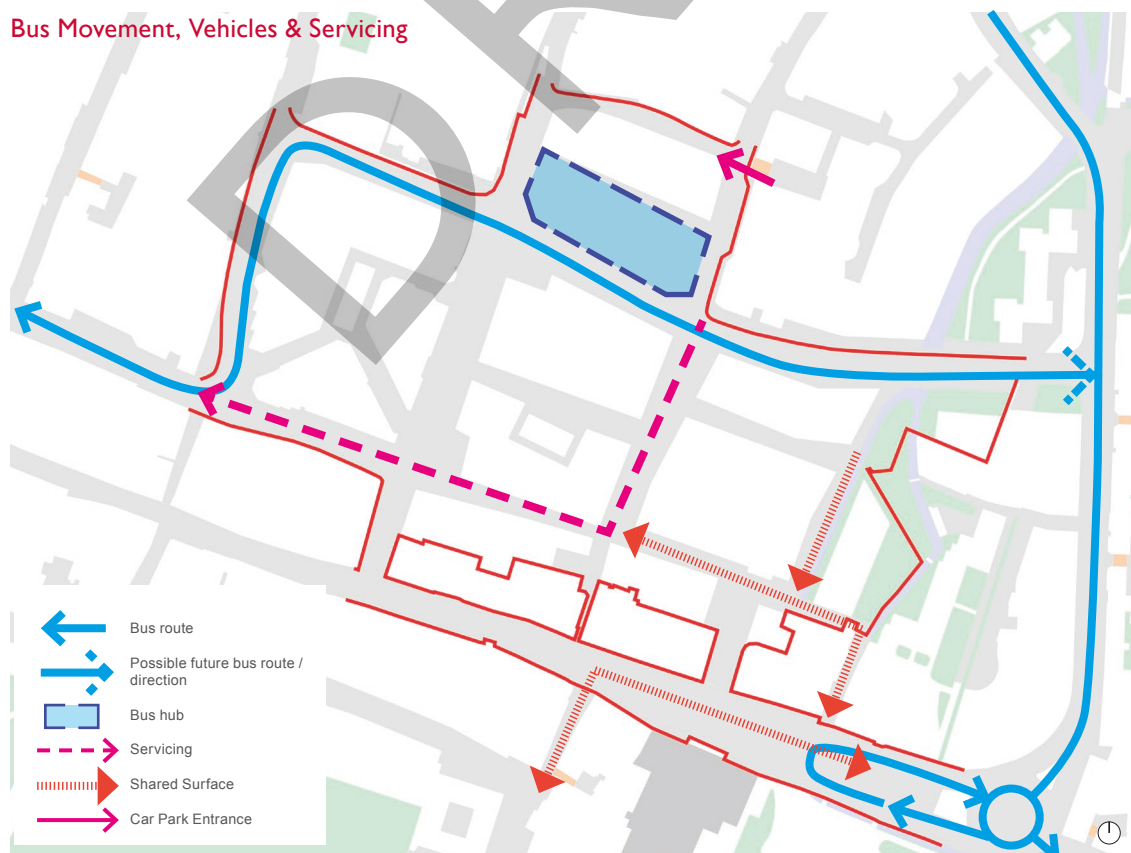 Bus Movement, Vehicles & Servicing
Bus route
Possible future bus route /
direction
Bus hub
Servicing
Shared Surface
Car Park Entrance